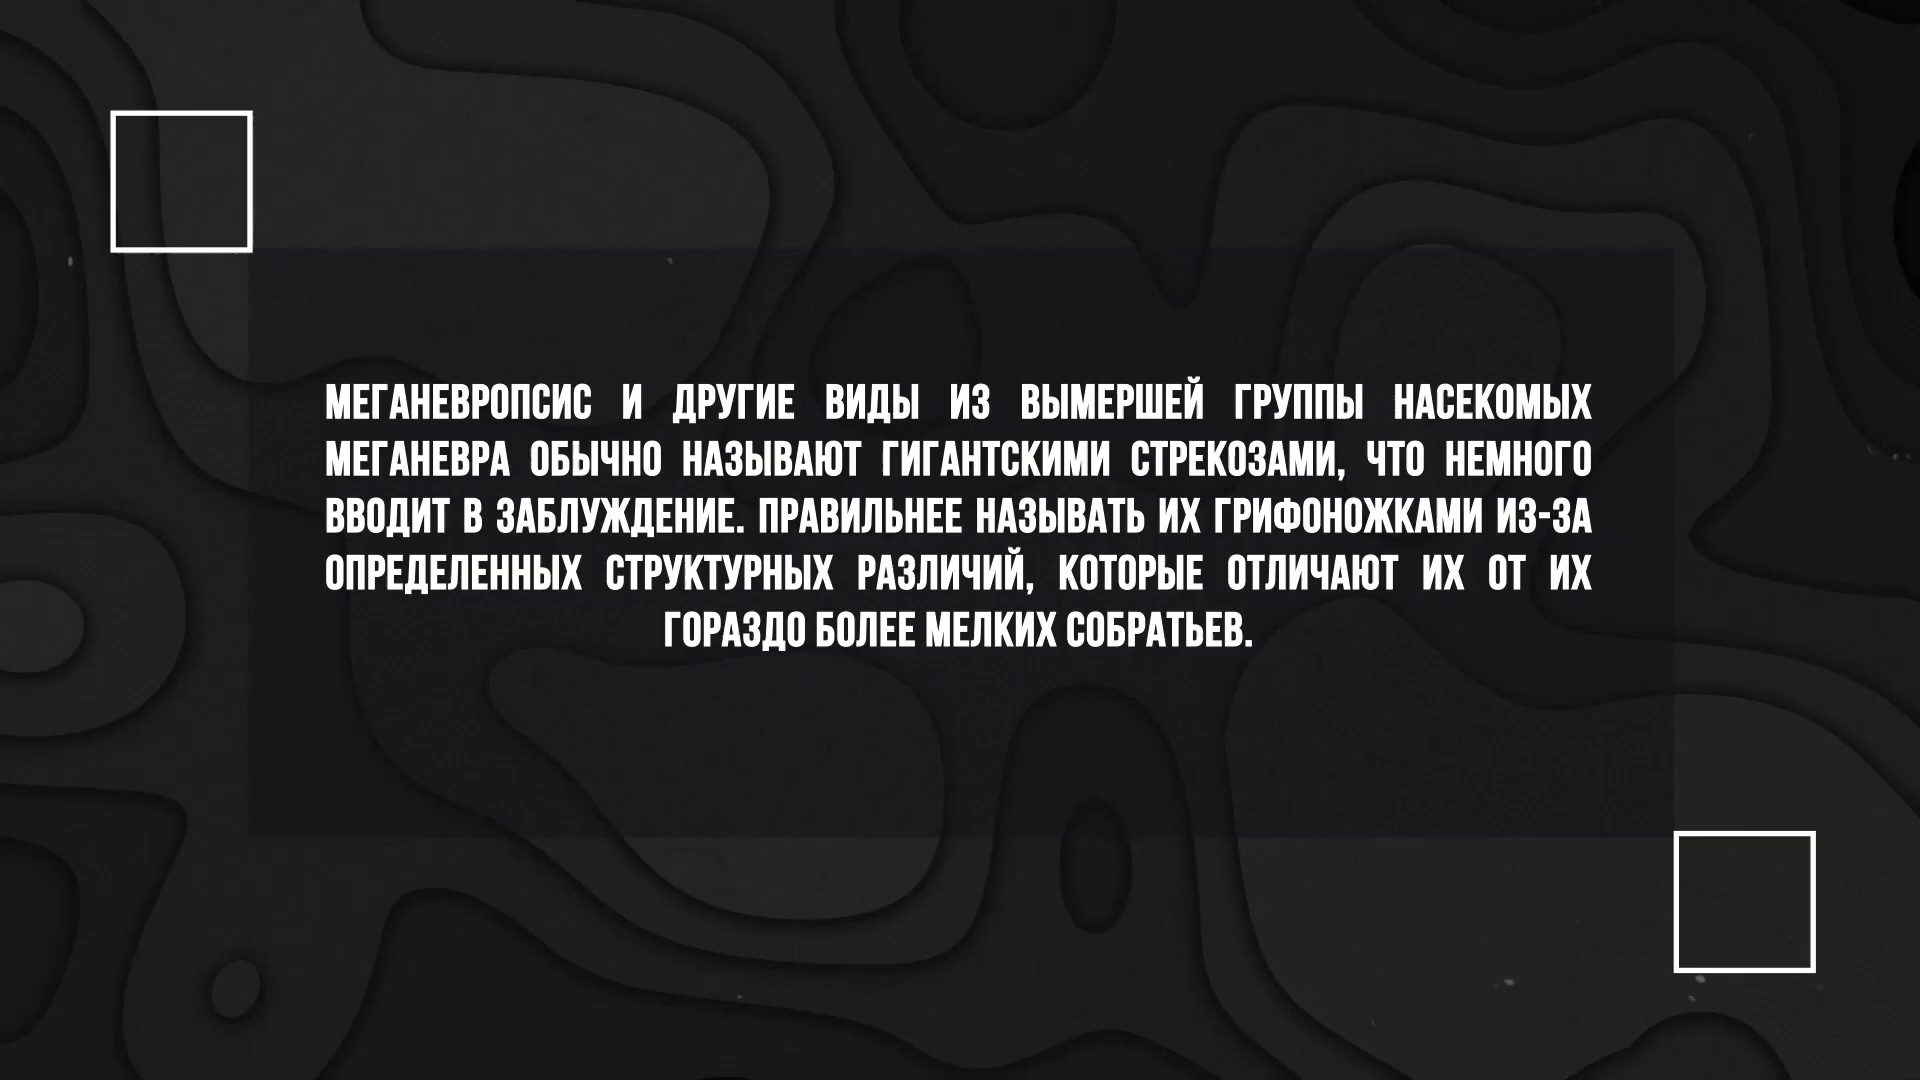 МЕГАНЕВРОПСИС И ДРУГИЕ ВИДЫ ИЗ ВЫМЕРШЕЙ ГРУППЫ НАСЕКОМЫХ
МЕГАНЕВРА ОБЫЧНО НАЗЫВАЮТ ГИГАНТСКИМИ СТРЕКОЗАМИ, ЧТО НЕМНОГО
ВВОДИТ В ЗАБЛУЖДЕНИЕ. ПРАВИЛЬНЕЕ НАЗЫВАТЬ ИХ ГРИФОНОЖКАМИ ИЗ-ЗА
ОПРЕДЕЛЕННЫХ СТРУКТУРНЫХ РАЗЛИЧИЙ, КОТОРЫЕ ОТЛИЧАЮТ ИХ ОТ ИХ
ГОРАЗДО БОЛЕЕ МЕЛКИХ СОБРАТЬЕВ.